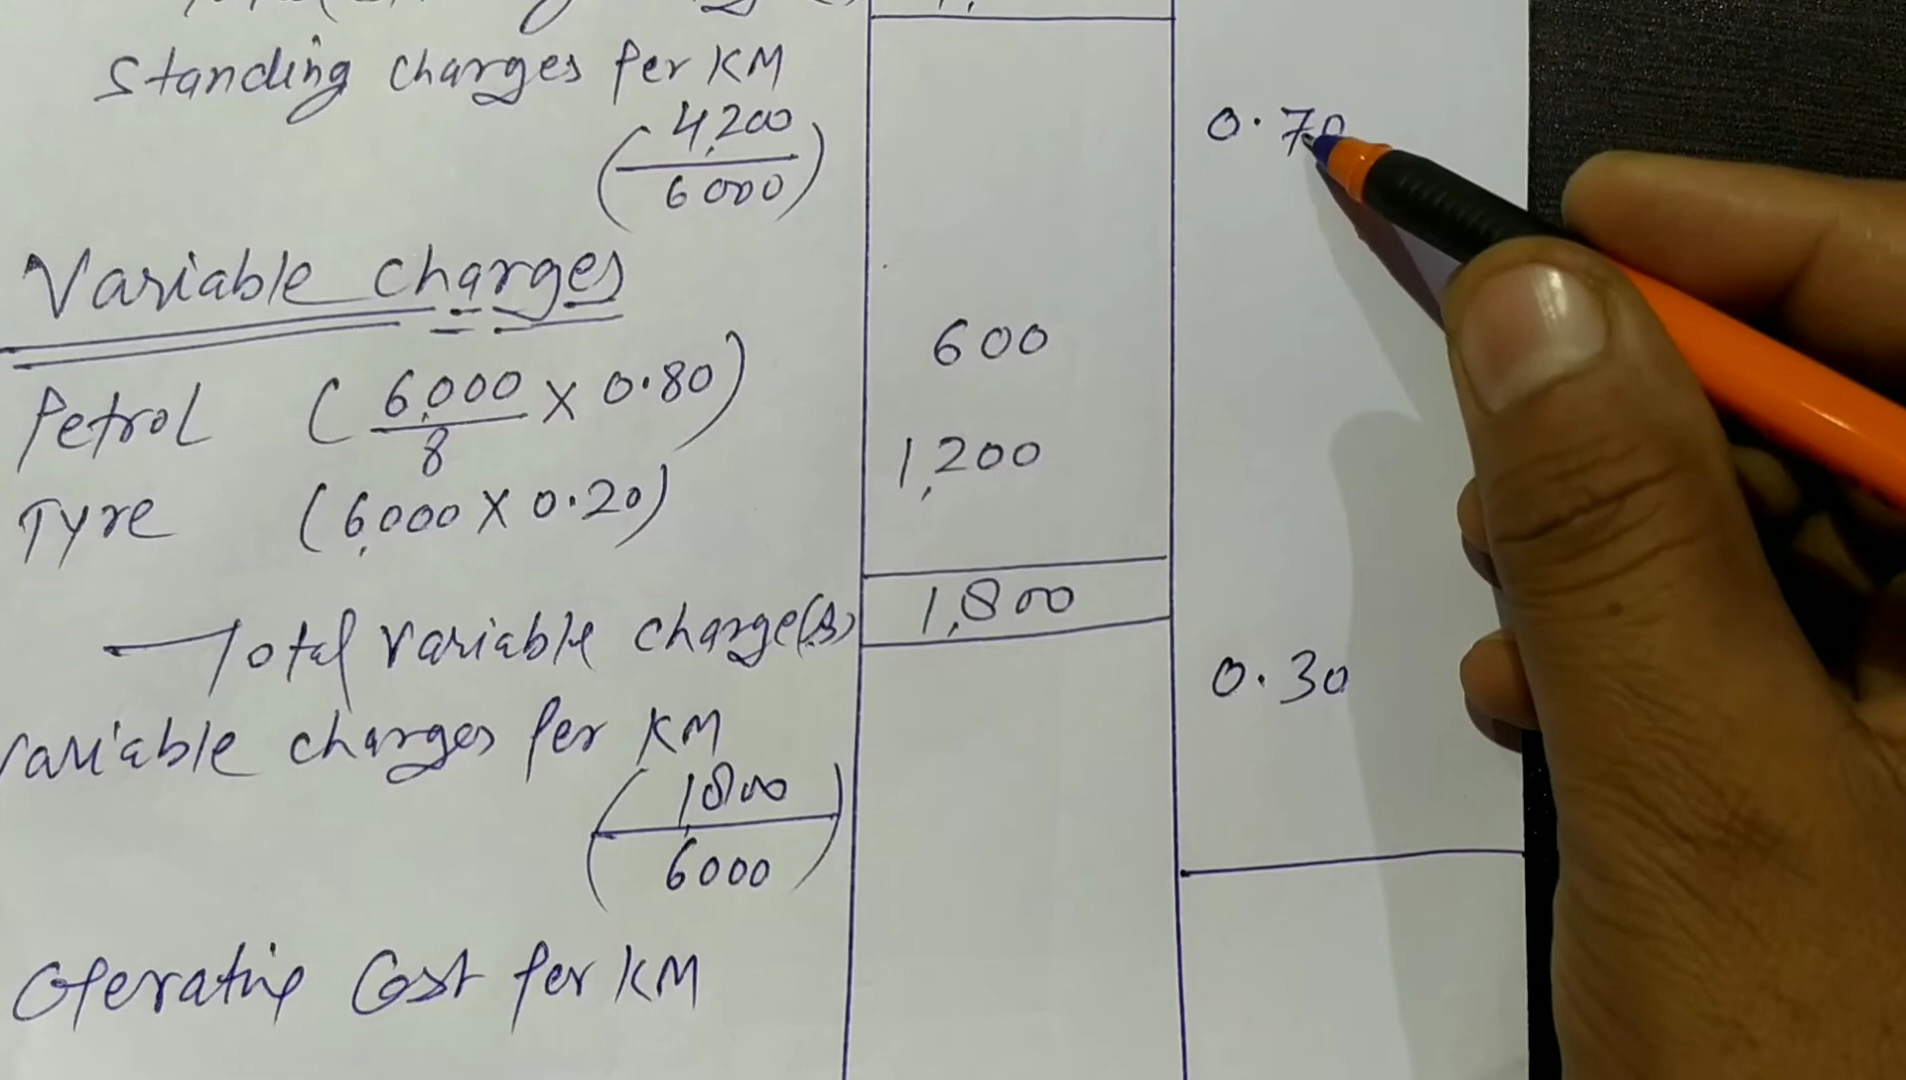 Standing charges per KM
(4,200 / 6000) 0.70
Variable charges
Petrol (6,000 / 8 × 0.80) 600
Tyre (6,000 × 0.20) 1,200
Total variable charge(s) 1,800
0.30
variable charges per KM
(1,800 / 6000)
Operating Cost per KM